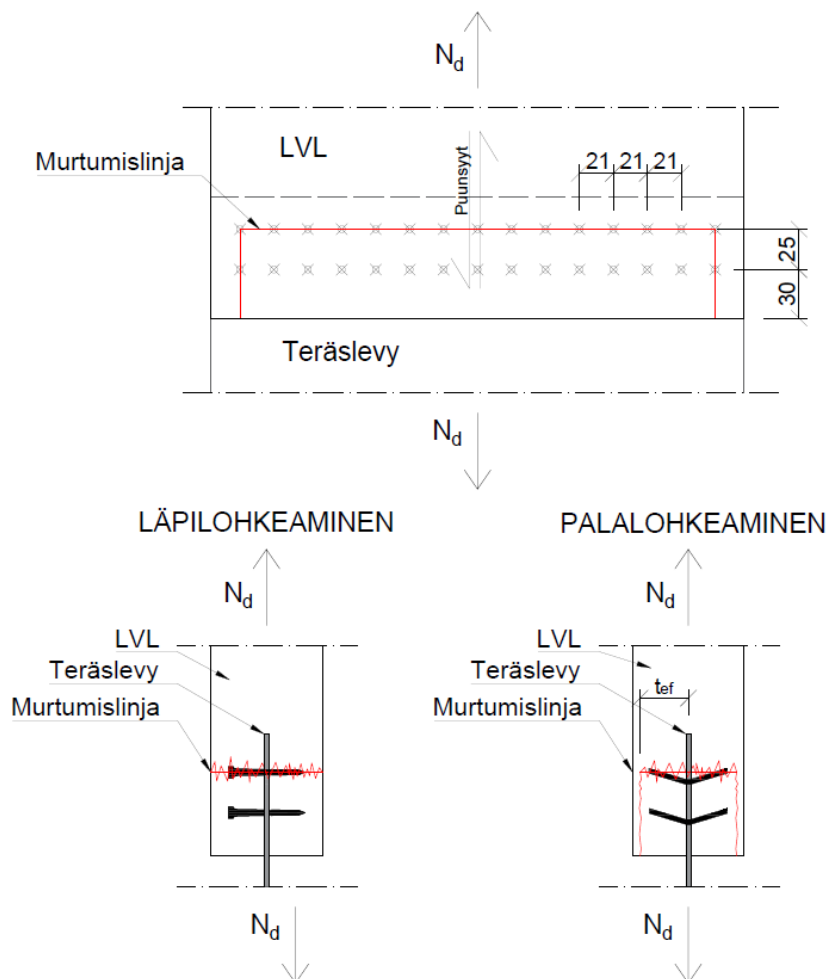 Nd
LVL
Murtumislinja
Puunsyyt
21 21 21
25
30
Teräslevy
Nd
LÄPILOHKEAMINEN
PALALOHKEAMINEN
Nd
Nd
LVL
Teräslevy
Murtumislinja
LVL
Teräslevy
Murtumislinja
tef
Nd
Nd